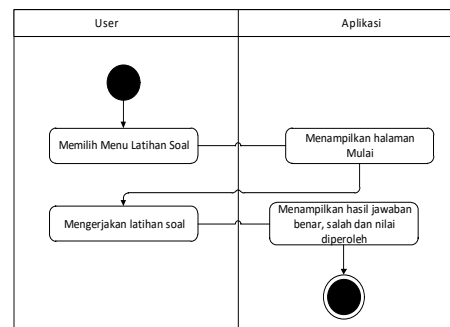 User
Aplikasi
Memilih Menu Latihan Soal
Menampilkan halaman
Mulai
Mengerjakan latihan soal
Menampilkan hasil jawaban
benar, salah dan nilai
diperoleh